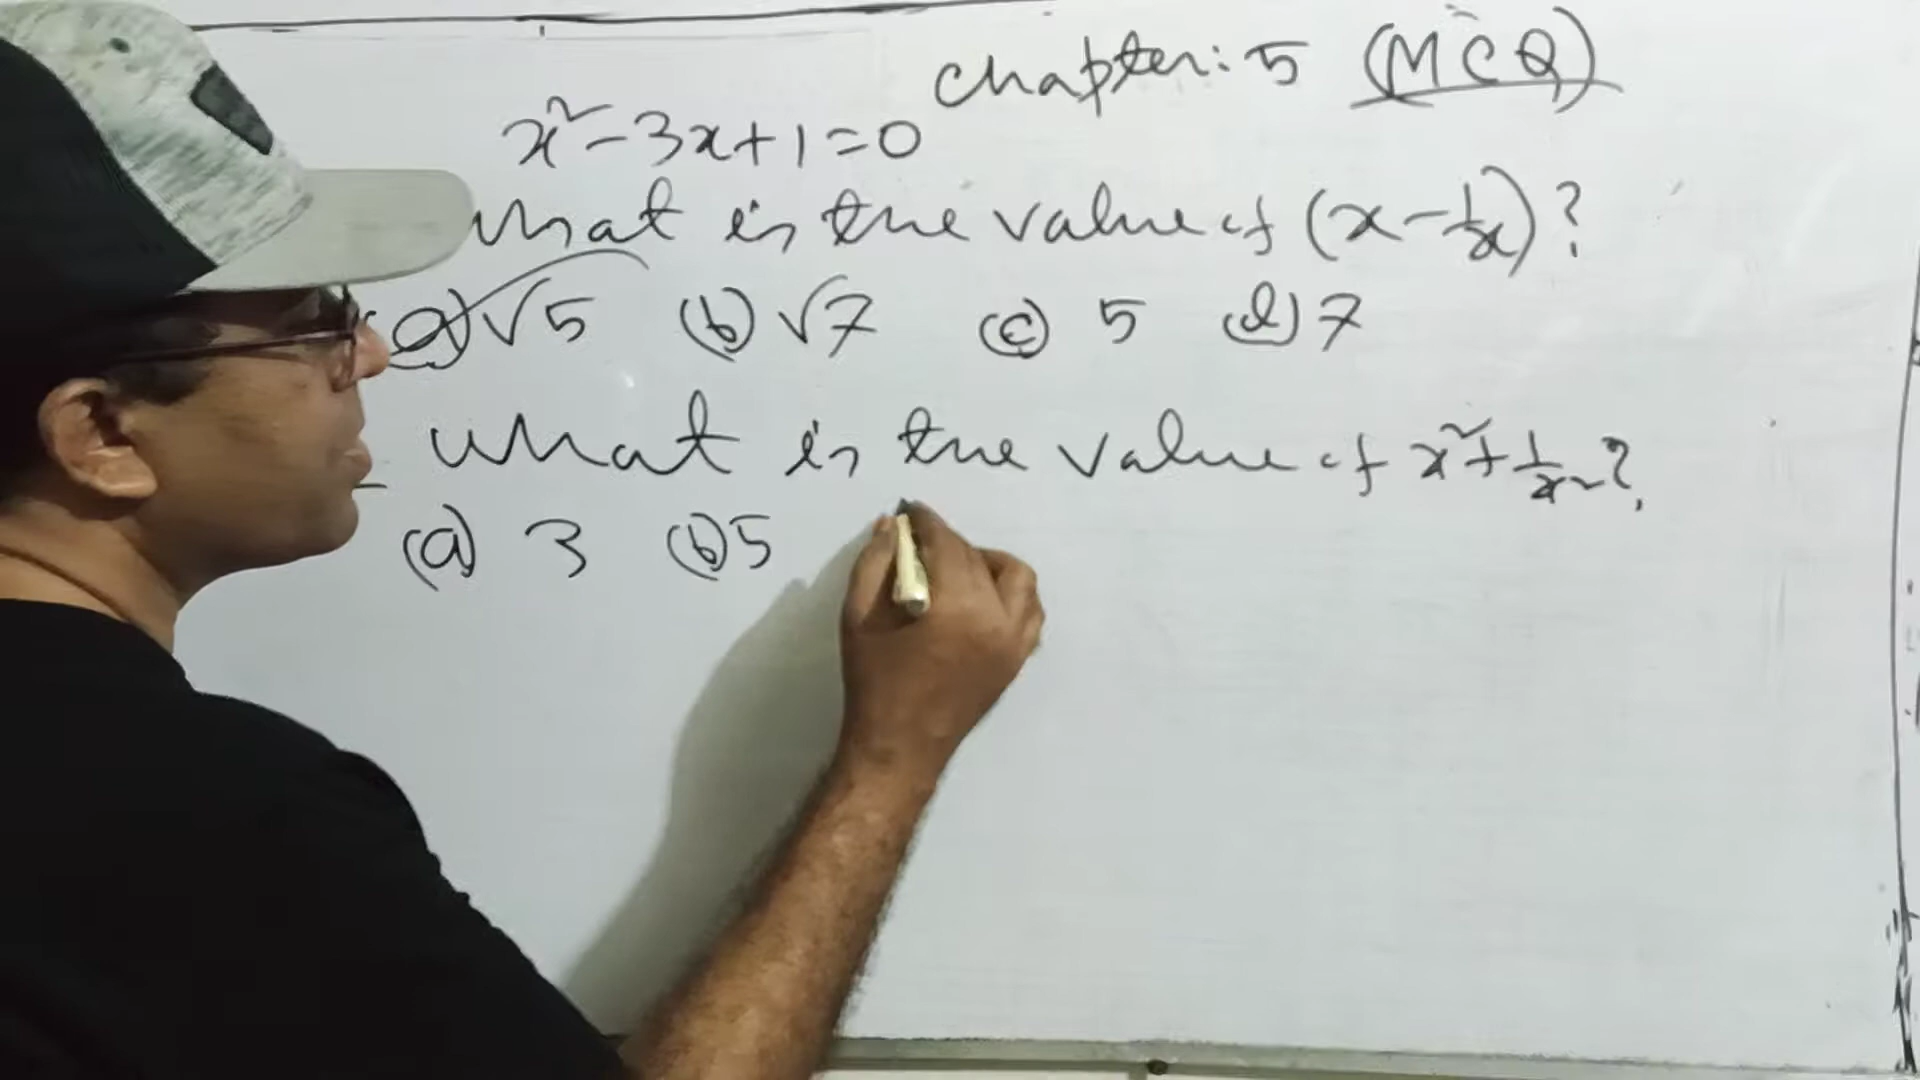 Chapter: 5 (MCQ)
x² - 3x + 1 = 0
What is the value of (x - 1/x)?
(a) √5 (b) √7 (c) 5 (d) 7
What is the value of x² + 1/x²?
(a) 3 (b) 5